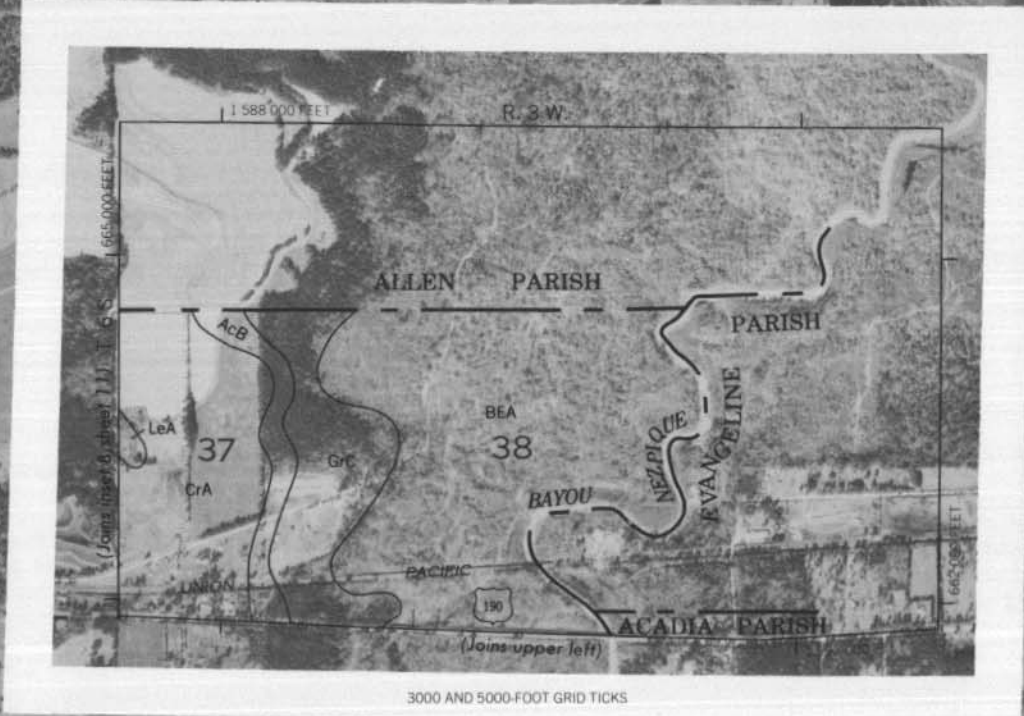 1 588 000 FEET
R. 3 W.
665 000 FEET
ALLEN PARISH
AcB
PARISH
EVANGELINE
NEZPIQUE
BAYOU
BEA
38
LeA
37
GrC
CrA
(Joins inset B, sheet 11) T. 6 S.
UNION
PACIFIC
190
662 000 FEET
ACADIA PARISH
(Joins upper left)
3000 AND 5000-FOOT GRID TICKS